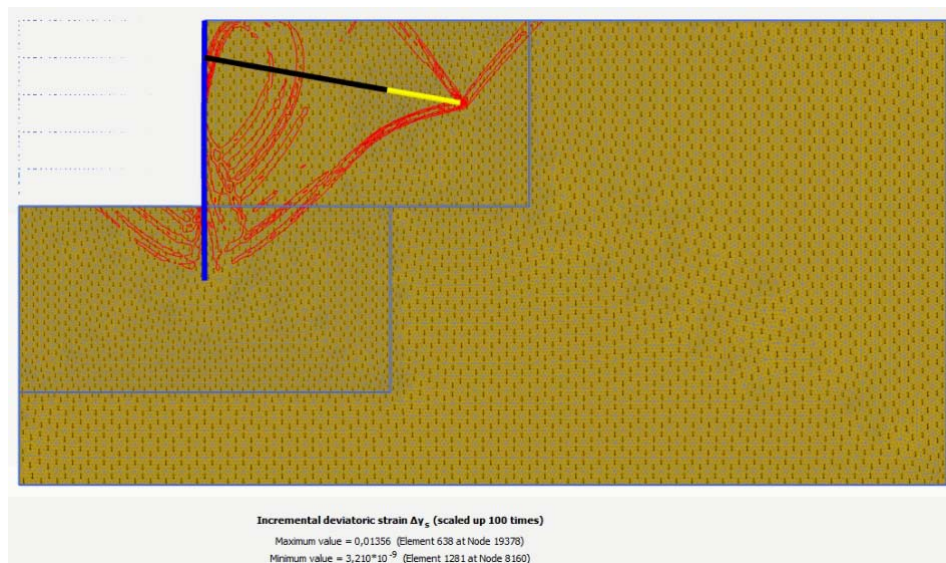 Incremental deviatoric strain Δγs (scaled up 100 times)
Maximum value = 0,01356 (Element 638 at Node 19378)
Minimum value = 3,210*10-9 (Element 1281 at Node 8160)